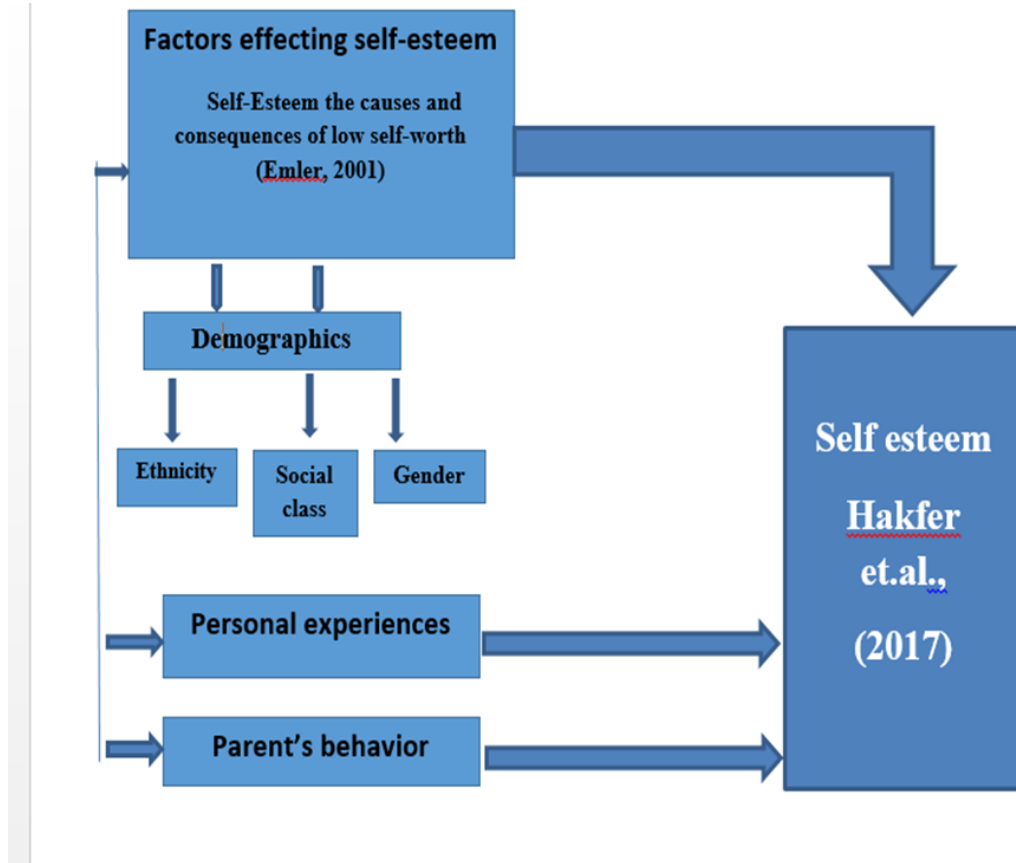 Factors effecting self-esteem
Self-Esteem the causes and
consequences of low self-worth
(Emler, 2001)
Demographics
Ethnicity
Social
class
Gender
Personal experiences
Parent's behavior
Self esteem
Hakfer
et.al.,
(2017)